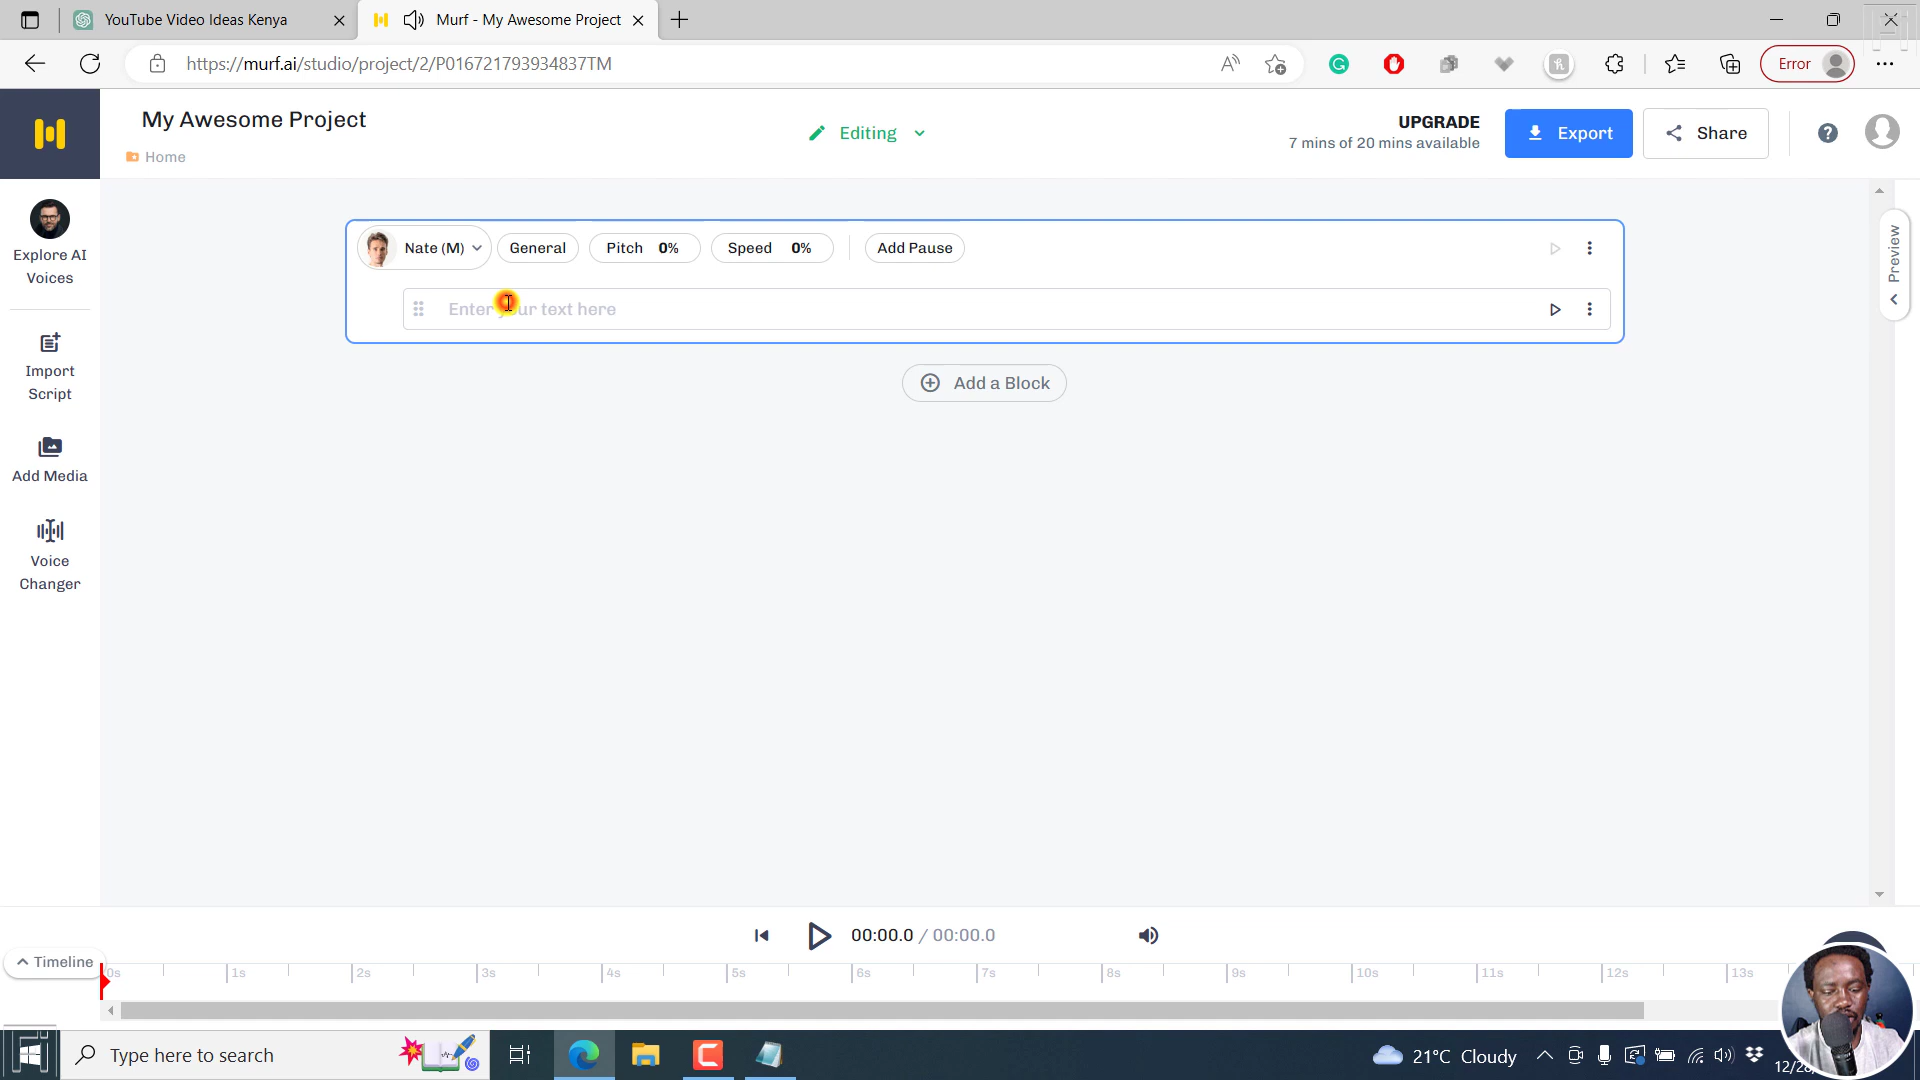 YouTube Video Ideas Kenya
Murf - My Awesome Project
https://murf.ai/studio/project/2/P016721793934837TM
Error
My Awesome Project
Home
Editing
UPGRADE
7 mins of 20 mins available
Export
Share
Explore AI
Voices
Import
Script
Add Media
Voice
Changer
Nate (M)
General
Pitch 0%
Speed 0%
Add Pause
Enter your text here
Add a Block
Preview
00:00.0 / 00:00.0
Timeline
0s 1s 2s 3s 4s 5s 6s 7s 8s 9s 10s 11s 12s 13s
Type here to search
21°C Cloudy